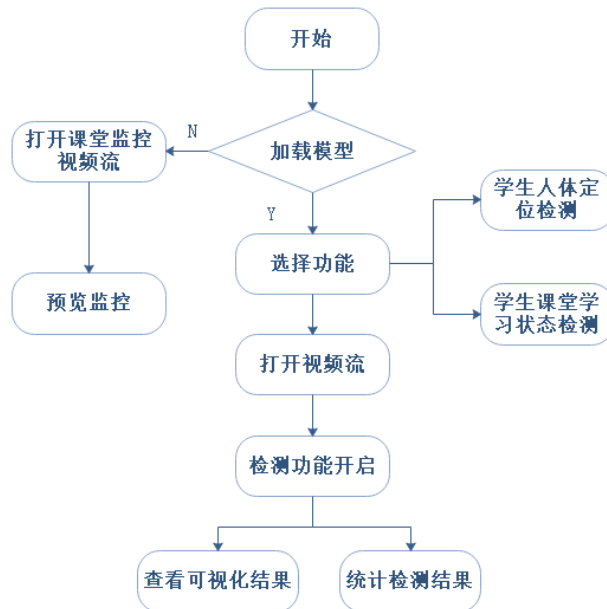 开始
N
打开课堂监控
视频流
加载模型
Y
学生人体定
位检测
选择功能
预览监控
学生课堂学
习状态检测
打开视频流
检测功能开启
查看可视化结果
统计检测结果